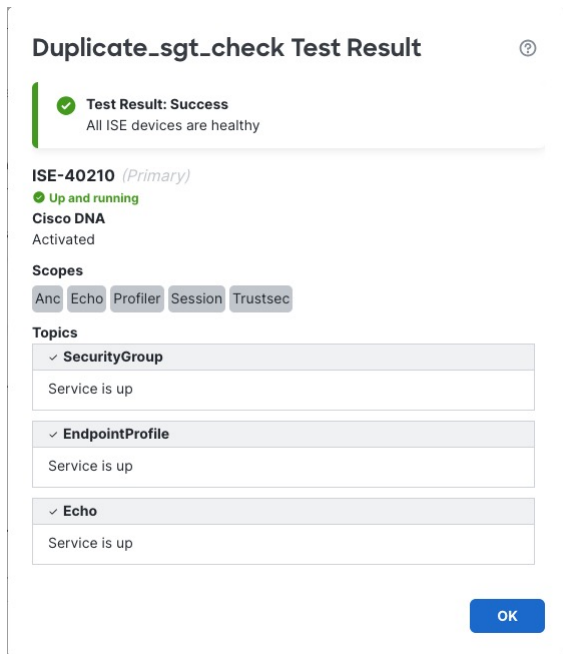 Duplicate_sgt_check Test Result
Test Result: Success
All ISE devices are healthy
ISE-40210 (Primary)
Up and running
Cisco DNA
Activated
Scopes
Anc Echo Profiler Session Trustsec
Topics
SecurityGroup
Service is up
EndpointProfile
Service is up
Echo
Service is up
OK